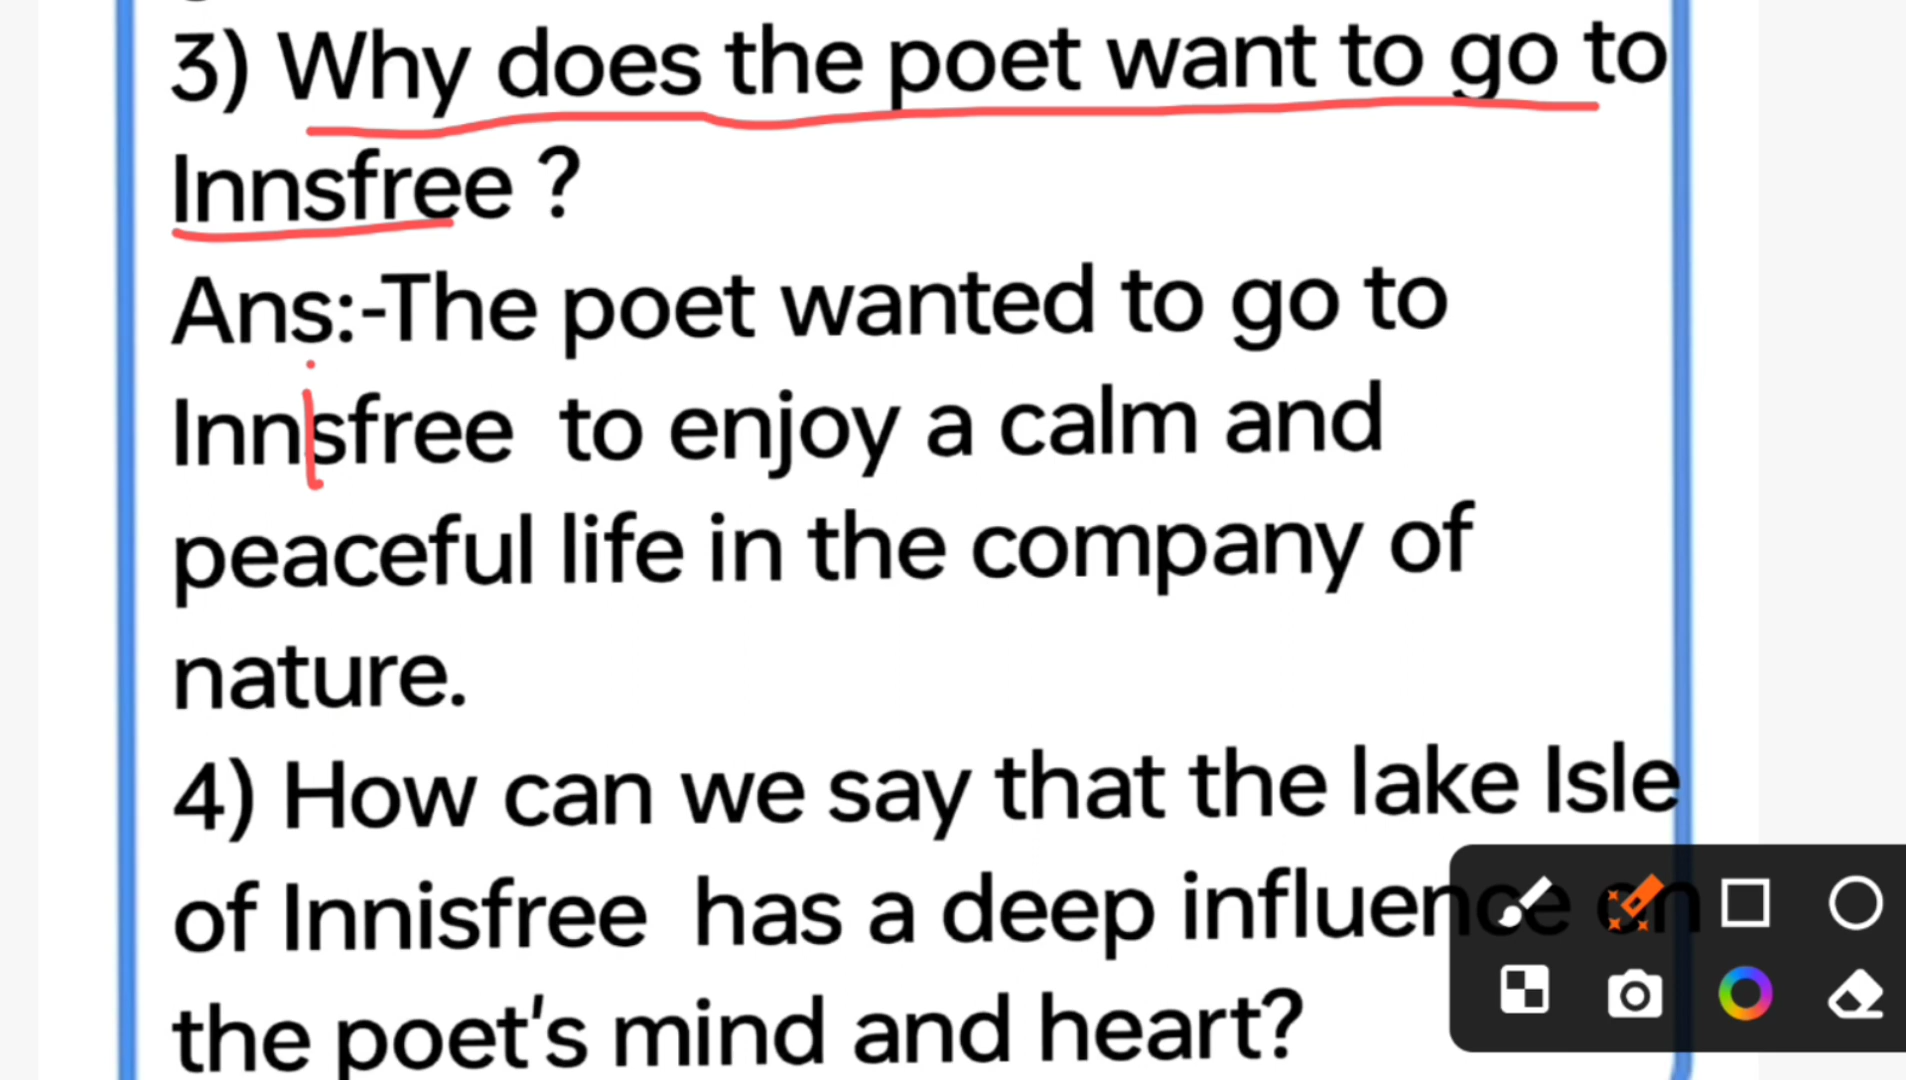 3) Why does the poet want to go to
Innsfree ?
Ans:-The poet wanted to go to
Innsfree to enjoy a calm and
peaceful life in the company of
nature.
4) How can we say that the lake Isle
of Innisfree has a deep influence on
the poet's mind and heart?